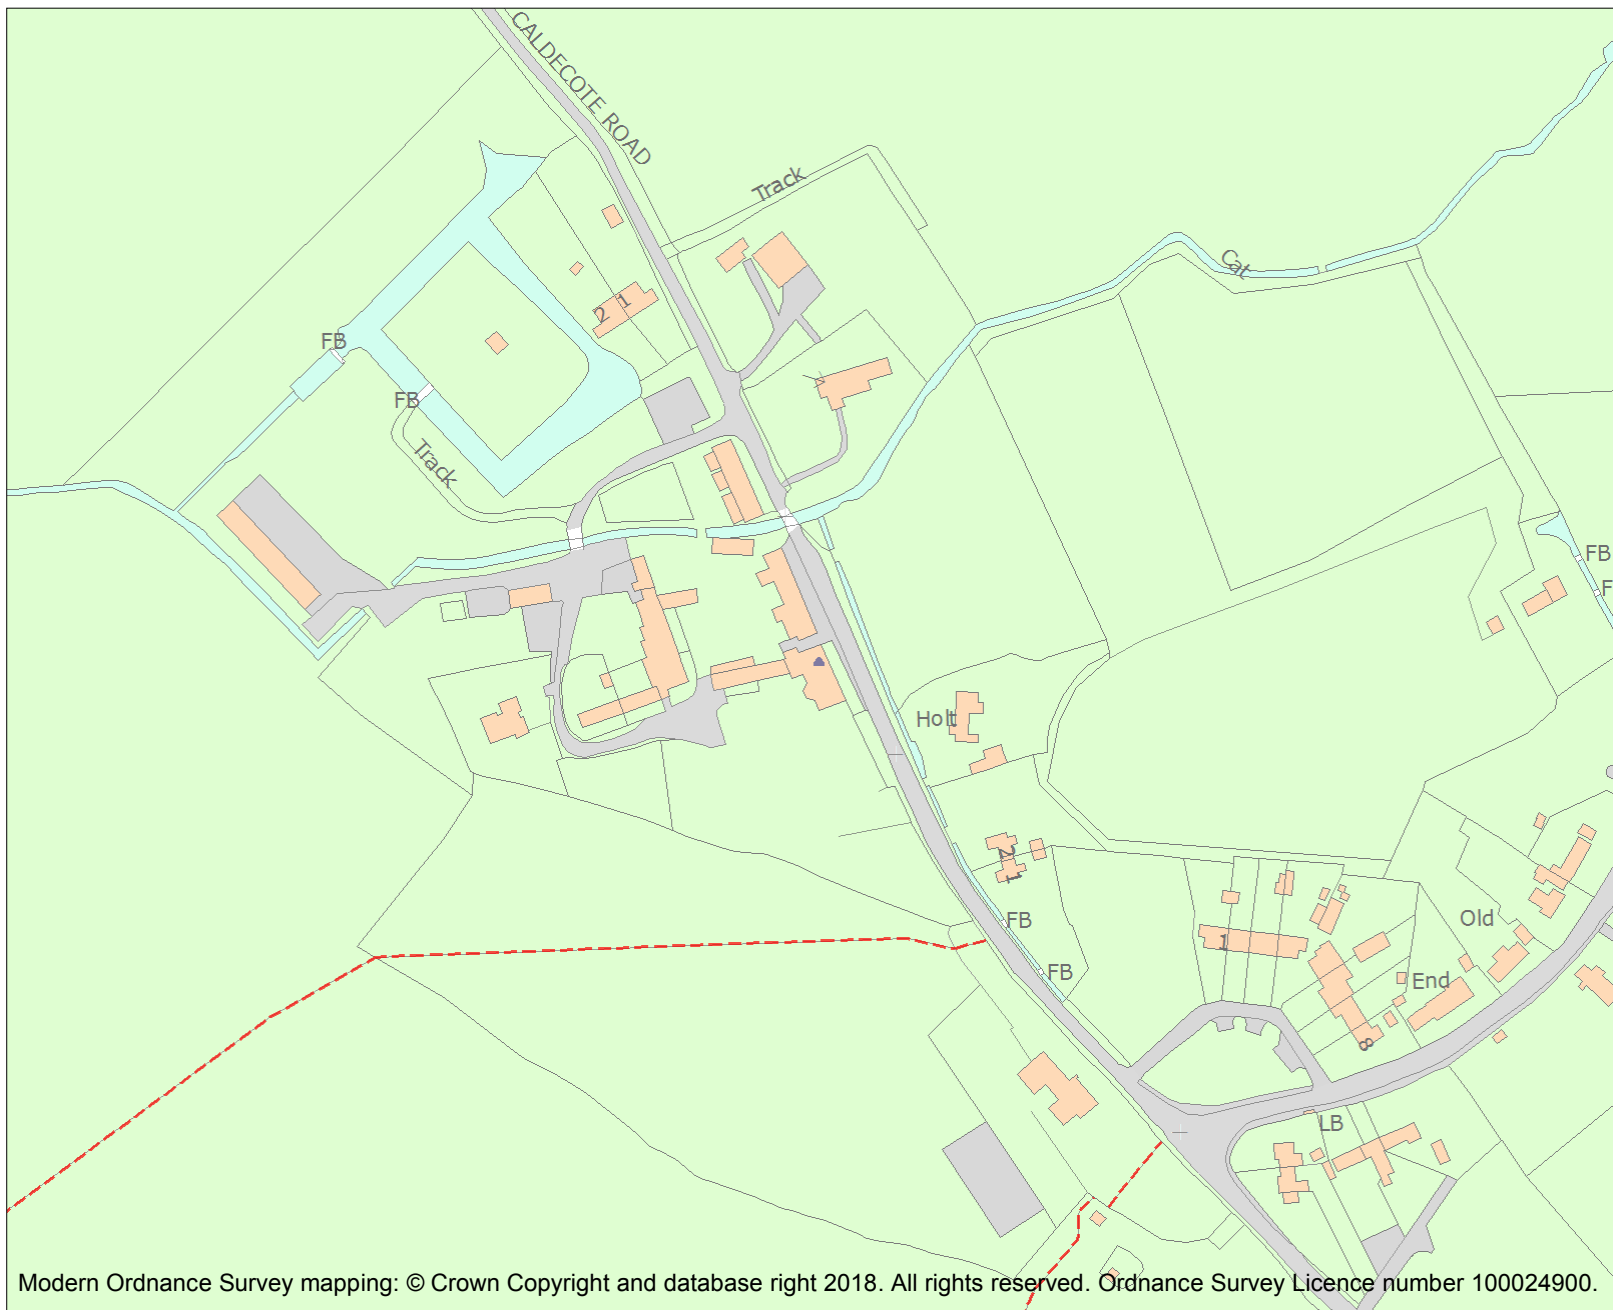 CALDECOTE ROAD
Track
Cat
1
2
FB
FB
Track
FB
F
Holt
2
1
FB
Old
1
FB
End
8
LB
Modern Ordnance Survey mapping: © Crown Copyright and database right 2018. All rights reserved. Ordnance Survey Licence number 100024900.